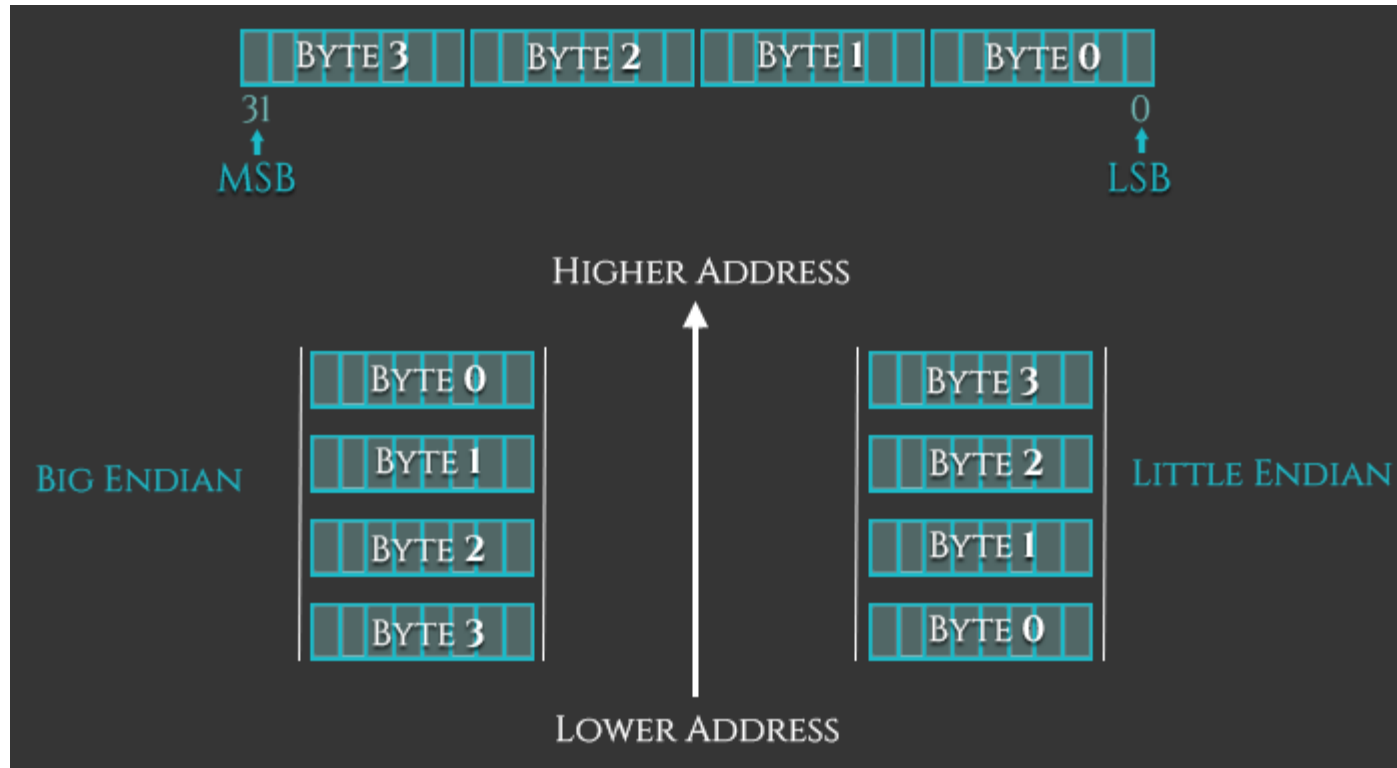 Byte 3 Byte 2 Byte 1 Byte 0
31 0
MSB LSB
Higher Address
Byte 0 Byte 3
Byte 1 Byte 2
Big Endian Little Endian
Byte 2 Byte 1
Byte 3 Byte 0
Lower Address